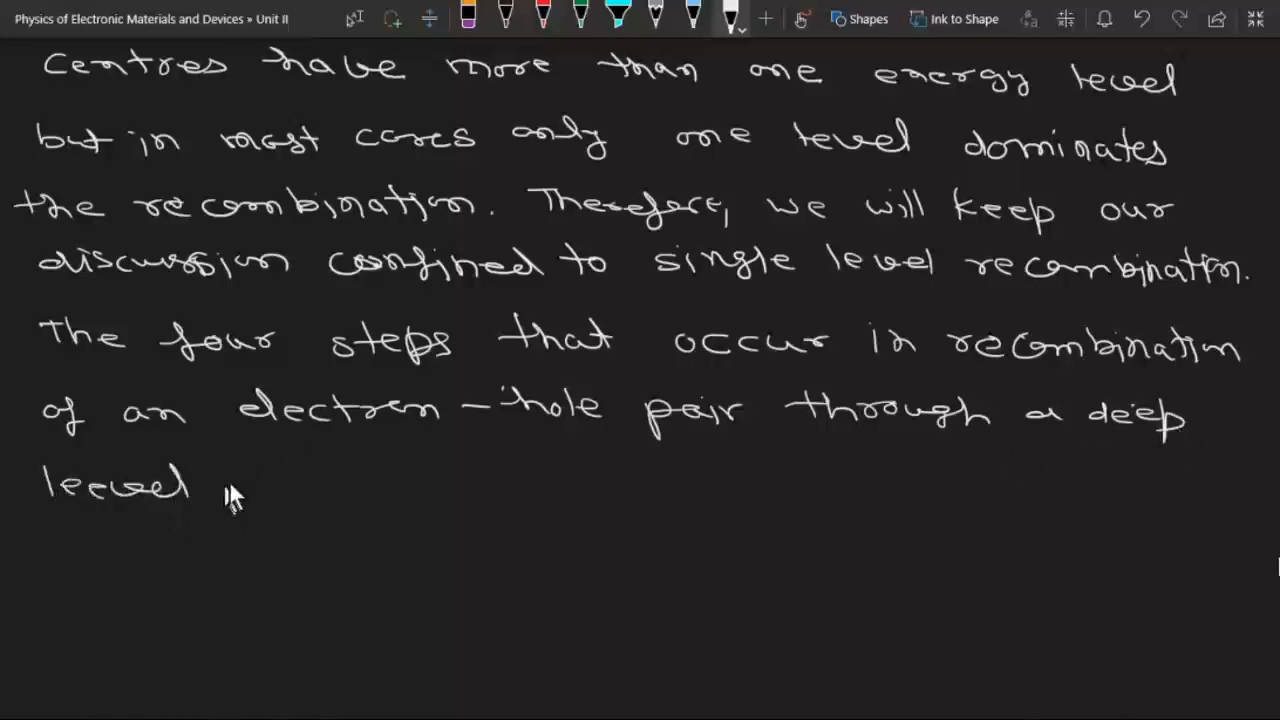 Physics of Electronic Materials and Devices » Unit II
Shapes
Ink to Shape
centres have more than one energy level
but in most cases only one level dominates
the recombination. Therefore, we will keep our
discussion confined to single level recombination.
The four steps that occur in recombination
of an electron - hole pair through a deep
leevel